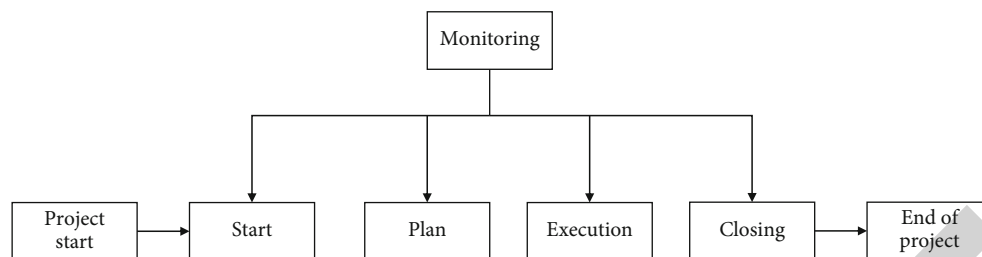 Monitoring
Project
start
Start
Plan
Execution
Closing
End of
project